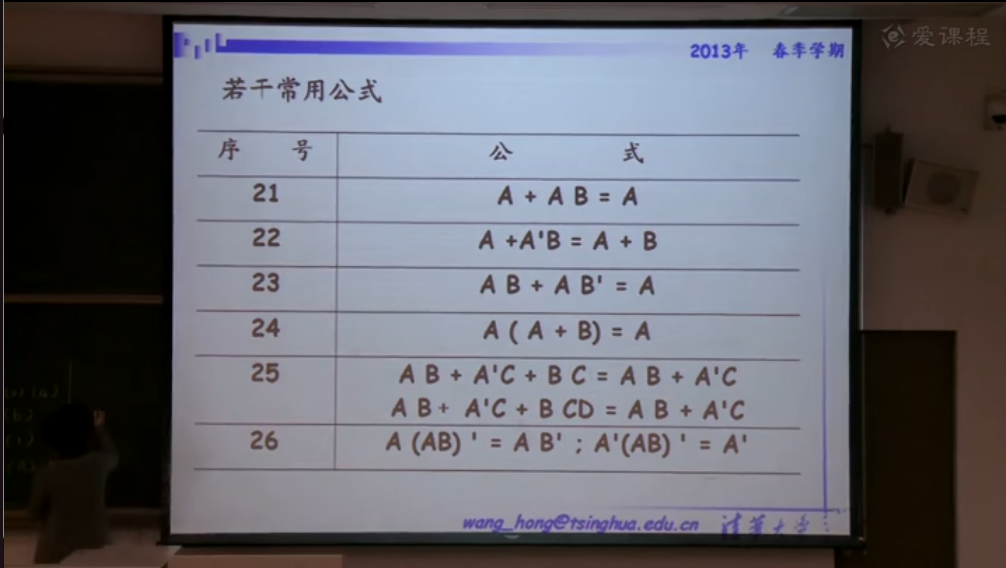 爱课程
2013年 春季学期
若干常用公式
序 号 公 式
21 A + A B = A
22 A +A'B = A + B
23 A B + A B' = A
24 A ( A + B) = A
25 A B + A'C + B C = A B + A'C
A B+ A'C + B CD = A B + A'C
26 A (AB) ' = A B' ; A'(AB) ' = A'
wang_hong@tsinghua.edu.cn 清华大学